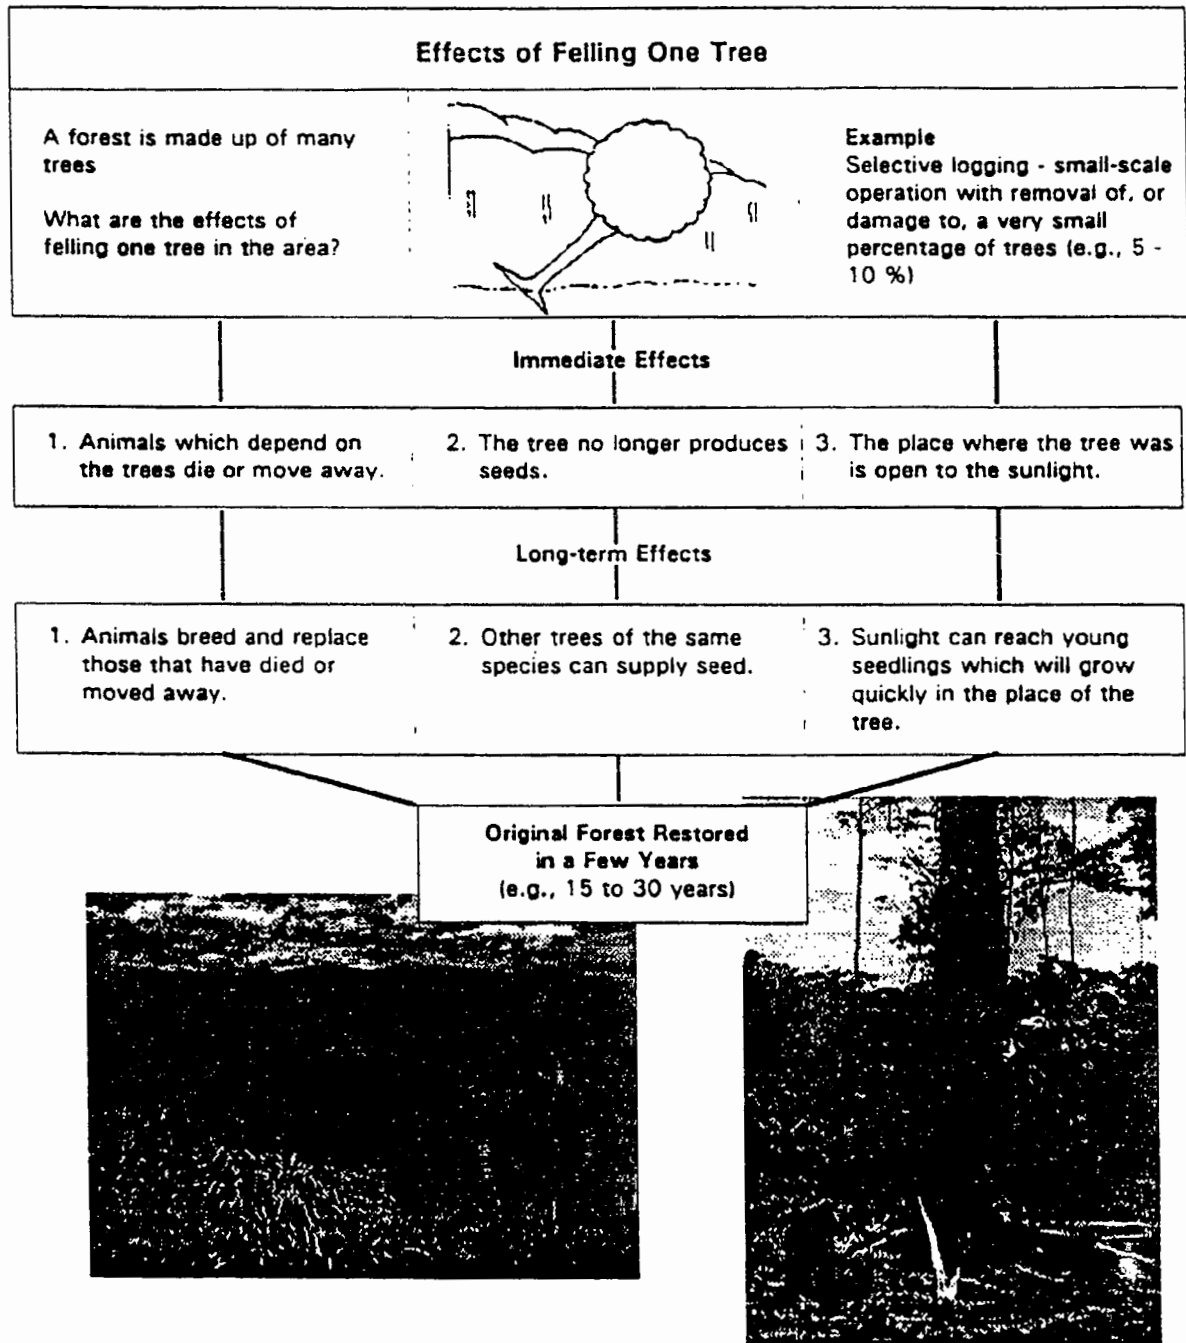 Effects of Felling One Tree
A forest is made up of many
trees
What are the effects of
felling one tree in the area?
Example
Selective logging - small-scale
operation with removal of, or
damage to, a very small
percentage of trees (e.g., 5 -
10 %)
Immediate Effects
1. Animals which depend on
the trees die or move away.
2. The tree no longer produces
seeds.
3. The place where the tree was
is open to the sunlight.
Long-term Effects
1. Animals breed and replace
those that have died or
moved away.
2. Other trees of the same
species can supply seed.
3. Sunlight can reach young
seedlings which will grow
quickly in the place of the
tree.
Original Forest Restored
in a Few Years
(e.g., 15 to 30 years)